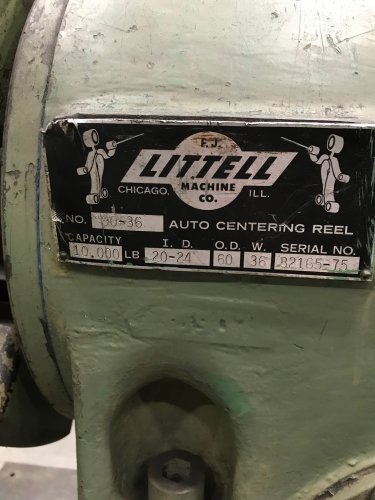 F.J.
LITTELL
CHICAGO, MACHINE ILL.
CO.
NO. 30-36 AUTO CENTERING REEL
CAPACITY I.D. O.D. W. SERIAL NO.
10,000 LB 20-24 60 36 82165-75